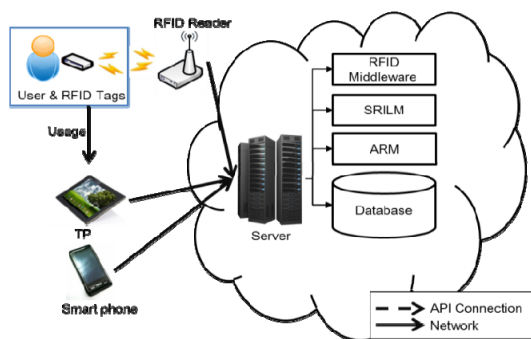 RFID Reader
User & RFID Tags
Usage
TP
Smart phone
Server
RFID
Middleware
SRILM
ARM
Database
API Connection
Network